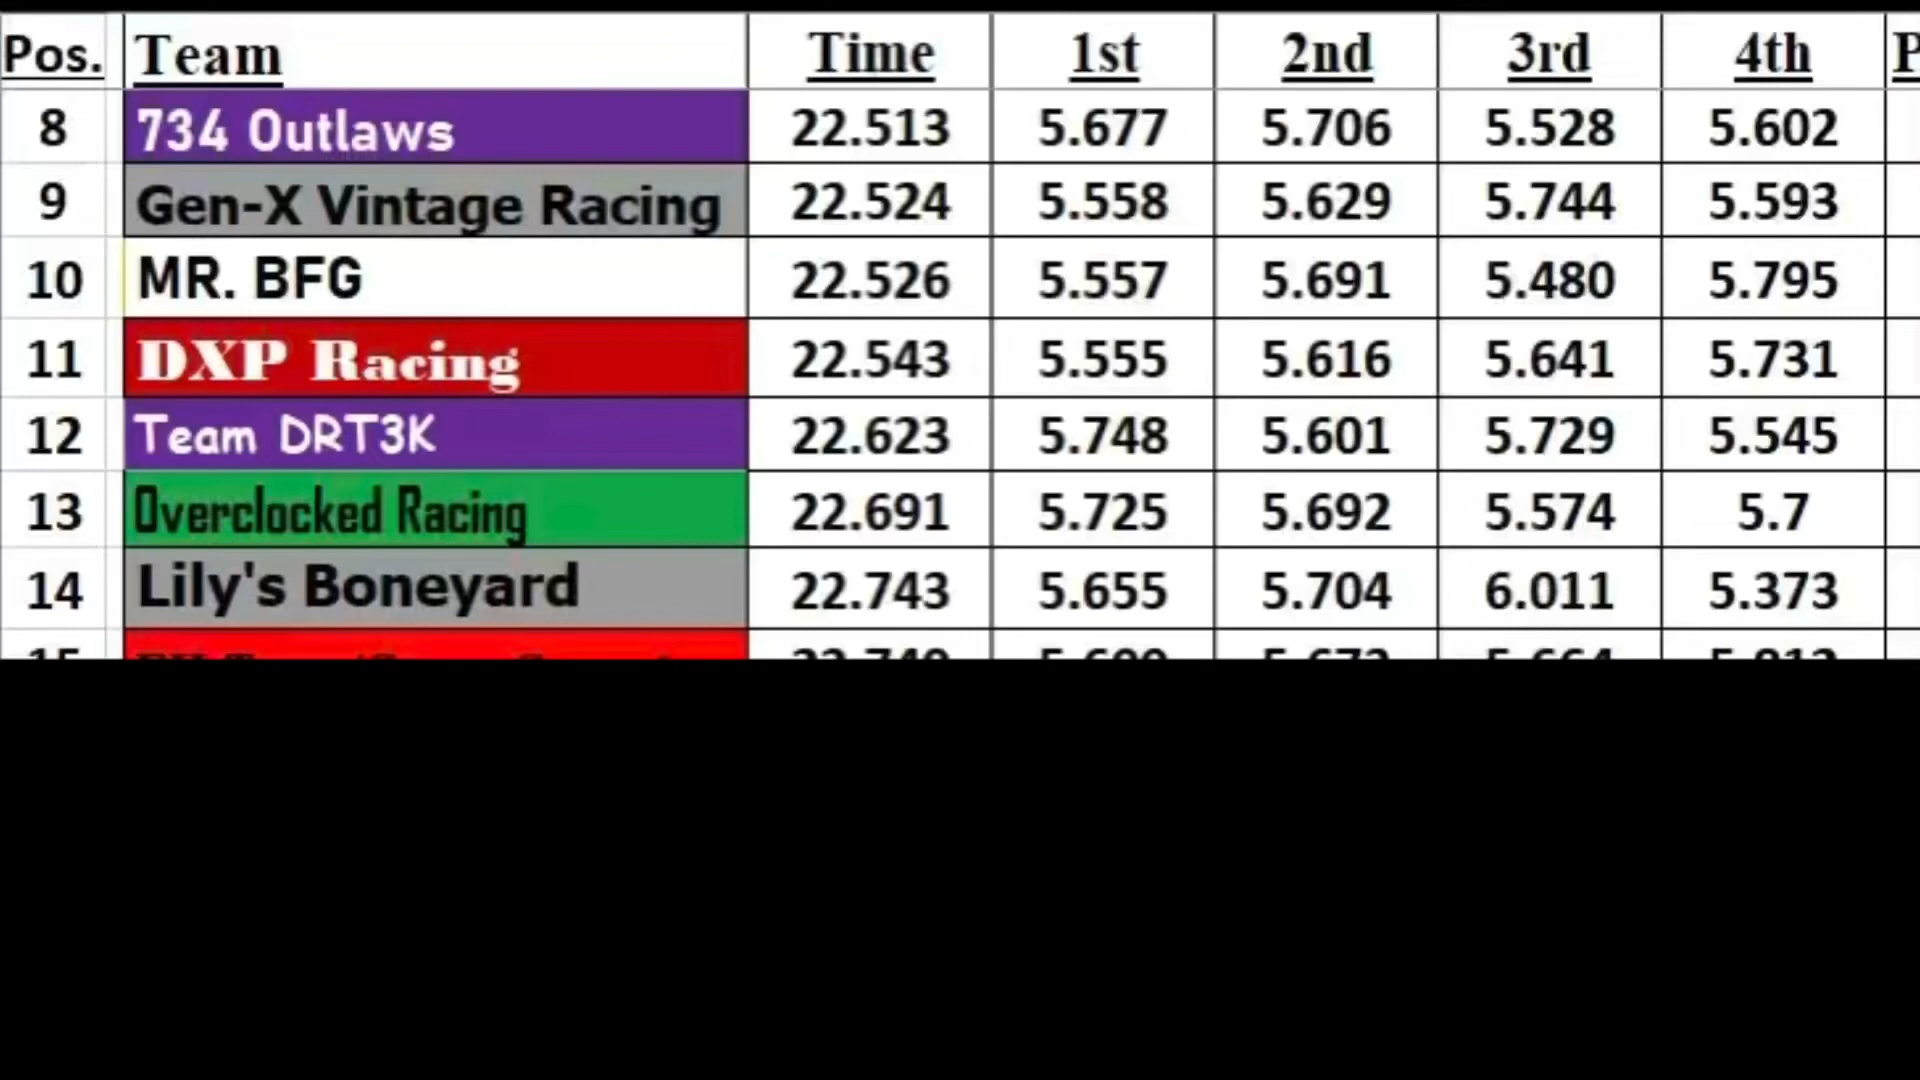 Pos. Team Time 1st 2nd 3rd 4th
8 734 Outlaws 22.513 5.677 5.706 5.528 5.602
9 Gen-X Vintage Racing 22.524 5.558 5.629 5.744 5.593
10 MR. BFG 22.526 5.557 5.691 5.480 5.795
11 DXP Racing 22.543 5.555 5.616 5.641 5.731
12 Team DRT3K 22.623 5.748 5.601 5.729 5.545
13 Overclocked Racing 22.691 5.725 5.692 5.574 5.7
14 Lily's Boneyard 22.743 5.655 5.704 6.011 5.373